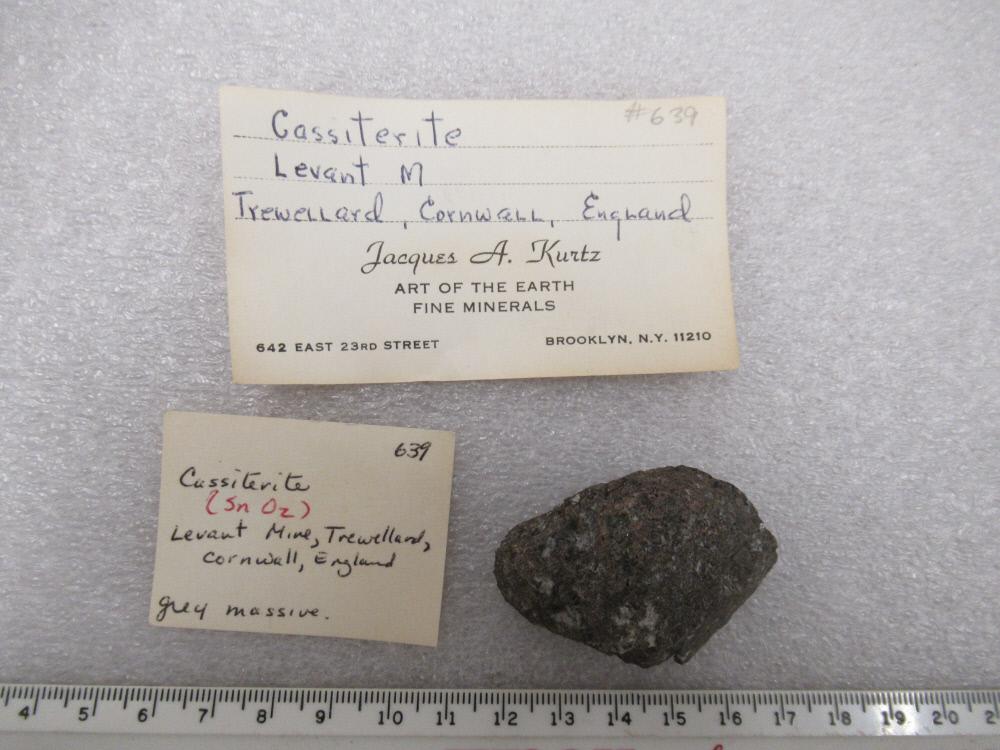 #639
Cassiterite
Levant M
Trewellard, Cornwall, England
Jacques A. Kurtz
ART OF THE EARTH
FINE MINERALS
642 EAST 23RD STREET BROOKLYN, N.Y. 11210
639
Cassiterite
(SnO2)
Levant Mine, Trewellard,
Cornwall, England
grey massive.
4 5 6 7 8 9 10 11 12 13 14 15 16 17 18 19 20